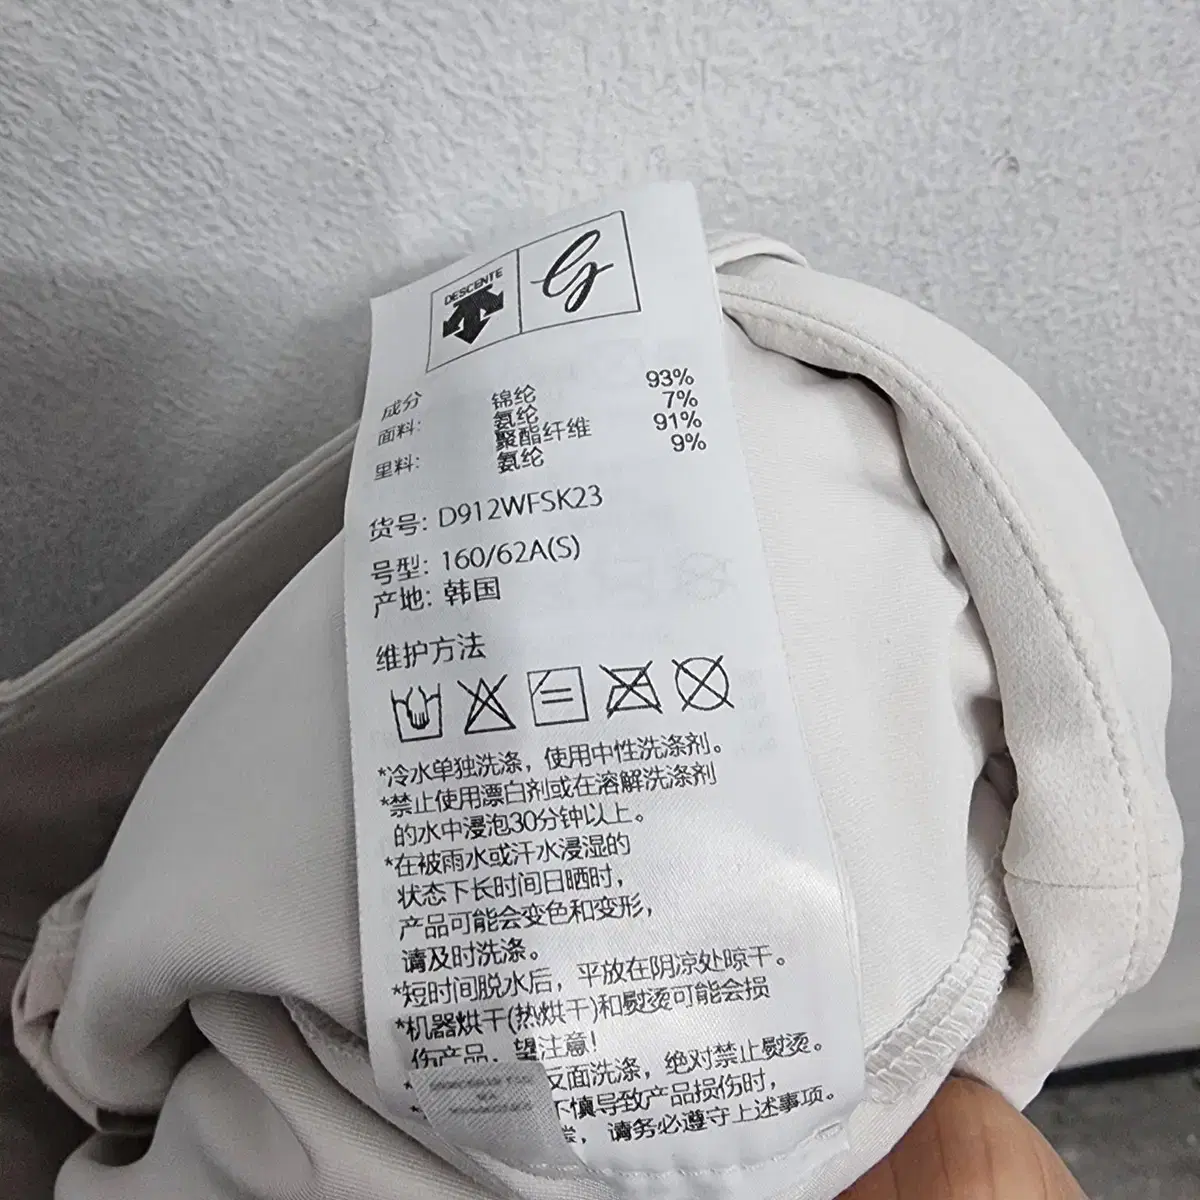 DESCENTE
G
成分
面料: 锦纶 93%
氨纶 7%
里料: 聚酯纤维 91%
氨纶 9%
货号: D912WFSK23
号型: 160/62A(S)
产地: 韩国
维护方法
*冷水单独洗涤，使用中性洗涤剂。
*禁止使用漂白剂或在溶解洗涤剂
的水中浸泡30分钟以上。
*在被雨水或汗水浸湿的
状态下长时间日晒时，
产品可能会变色和变形，
请及时洗涤。
*短时间脱水后，平放在阴凉处晾干。
*机器烘干(热烘干)和熨烫可能会损
伤产品，望注意!
*反面洗涤，绝对禁止熨烫。
*不慎导致产品损伤时，
偿，请务必遵守上述事项。